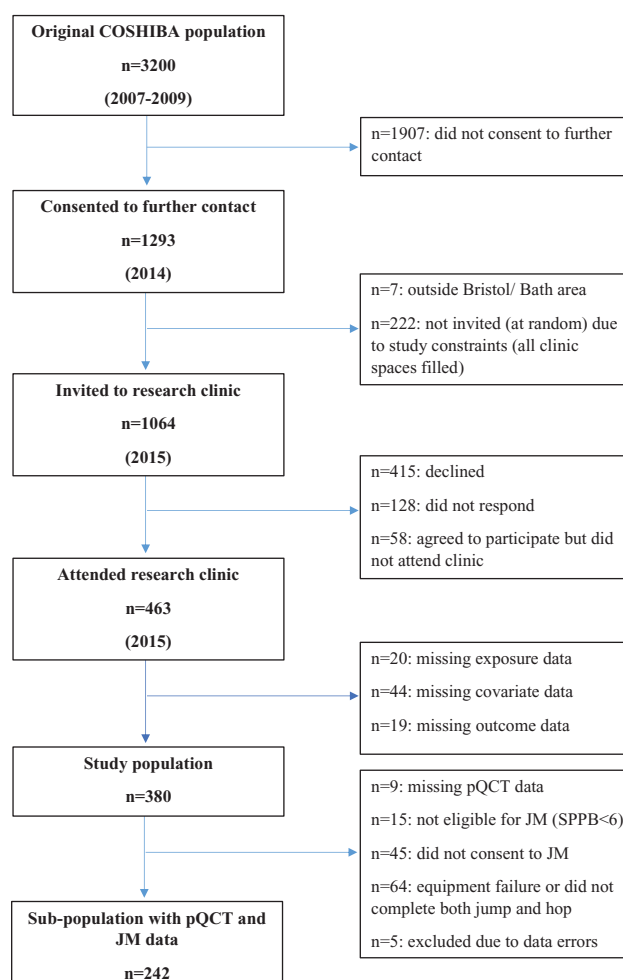 Original COSHIBA population
n=3200
(2007-2009)
n=1907: did not consent to further
contact
Consented to further contact
n=1293
(2014)
n=7: outside Bristol/ Bath area
n=222: not invited (at random) due
to study constraints (all clinic
spaces filled)
Invited to research clinic
n=1064
(2015)
n=415: declined
n=128: did not respond
n=58: agreed to participate but did
not attend clinic
Attended research clinic
n=463
(2015)
n=20: missing exposure data
n=44: missing covariate data
n=19: missing outcome data
Study population
n=380
n=9: missing pQCT data
n=15: not eligible for JM (SPPB<6)
n=45: did not consent to JM
n=64: equipment failure or did not
complete both jump and hop
n=5: excluded due to data errors
Sub-population with pQCT and
JM data
n=242